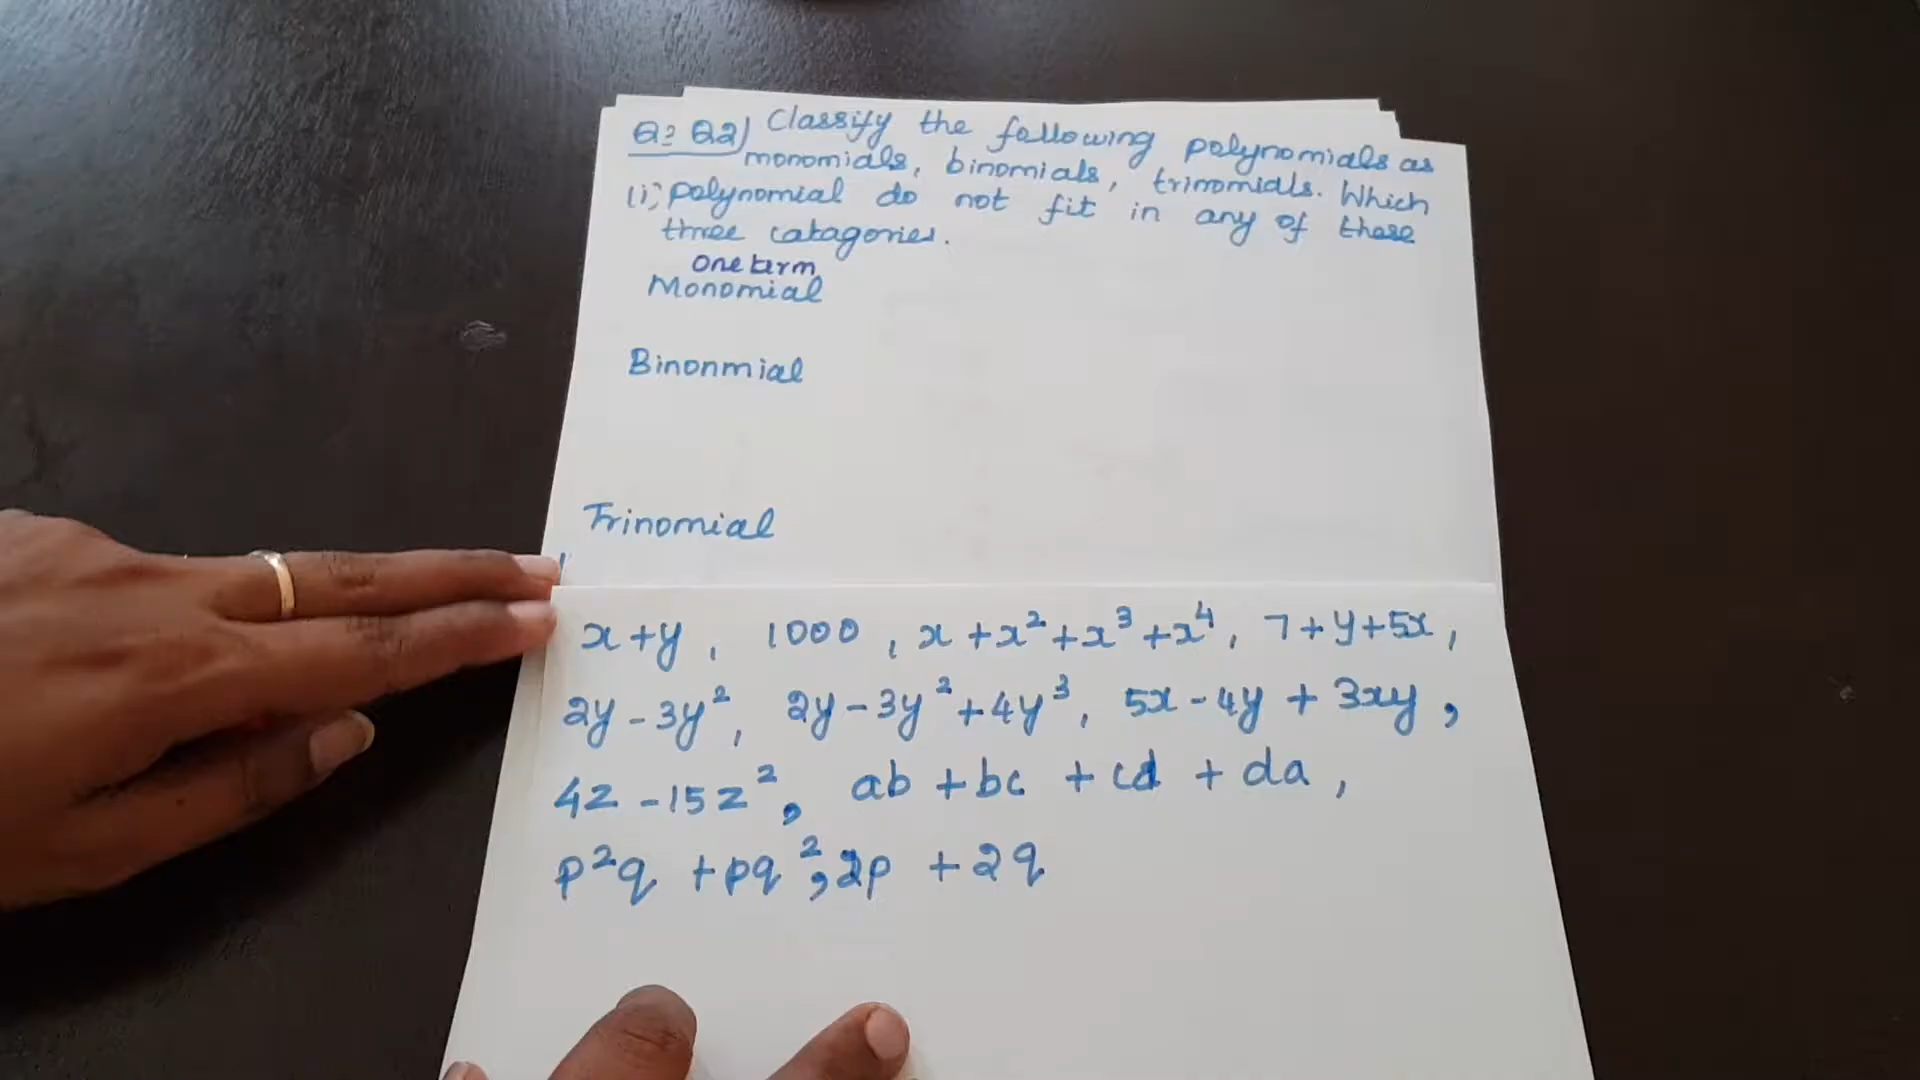 Q: Q2) Classify the following polynomials as
monomials, binomials, trinomials. Which
(i) polynomial do not fit in any of these
three catagories.
One term
Monomial
Binonmial
Trinomial
x+y, 1000, x+x²+x³+x⁴, 7+y+5x,
2y-3y², 2y-3y²+4y³, 5x-4y+3xy,
4z-15z², ab+bc+cd+da,
p²q+pq², 2p+2q